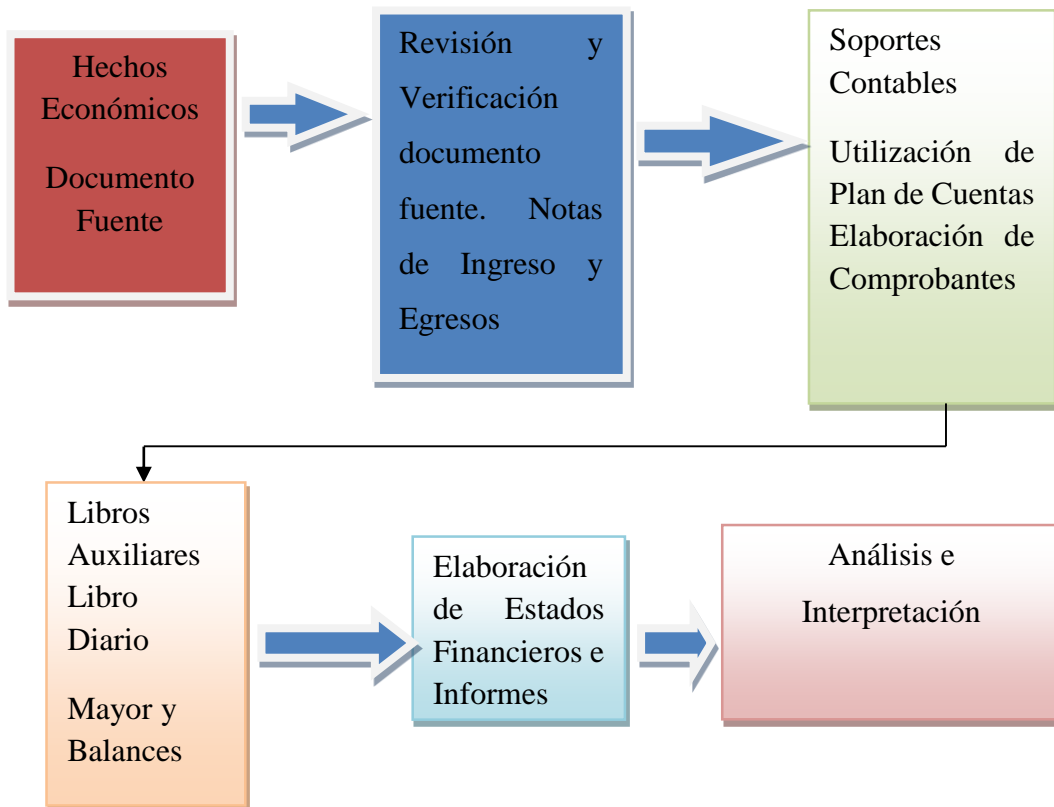 Hechos
Económicos
Documento
Fuente
Revisión y
Verificación
documento
fuente. Notas
de Ingreso y
Egresos
Soportes
Contables
Utilización de
Plan de Cuentas
Elaboración de
Comprobantes
Libros
Auxiliares
Libro
Diario
Mayor y
Balances
Elaboración
de Estados
Financieros e
Informes
Análisis e
Interpretación